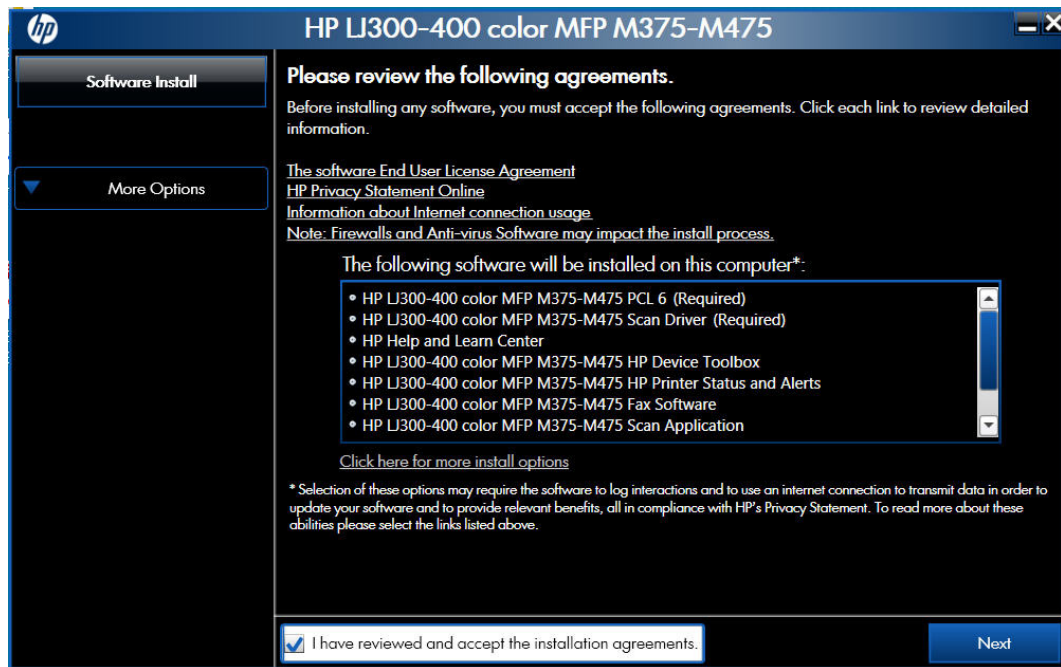 hp
HP LJ300-400 color MFP M375-M475
Software Install
More Options
Please review the following agreements.
Before installing any software, you must accept the following agreements. Click each link to review detailed
information.
The software End User License Agreement
HP Privacy Statement Online
Information about Internet connection usage
Note: Firewalls and Anti-virus Software may impact the install process.
The following software will be installed on this computer*:
• HP LJ300-400 color MFP M375-M475 PCL 6 (Required)
• HP LJ300-400 color MFP M375-M475 Scan Driver (Required)
• HP Help and Learn Center
• HP LJ300-400 color MFP M375-M475 HP Device Toolbox
• HP LJ300-400 color MFP M375-M475 HP Printer Status and Alerts
• HP LJ300-400 color MFP M375-M475 Fax Software
• HP LJ300-400 color MFP M375-M475 Scan Application
Click here for more install options
* Selection of these options may require the software to log interactions and to use an internet connection to transmit data in order to
update your software and to provide relevant benefits, all in compliance with HP's Privacy Statement. To read more about these
abilities please select the links listed above.
I have reviewed and accept the installation agreements.
Next